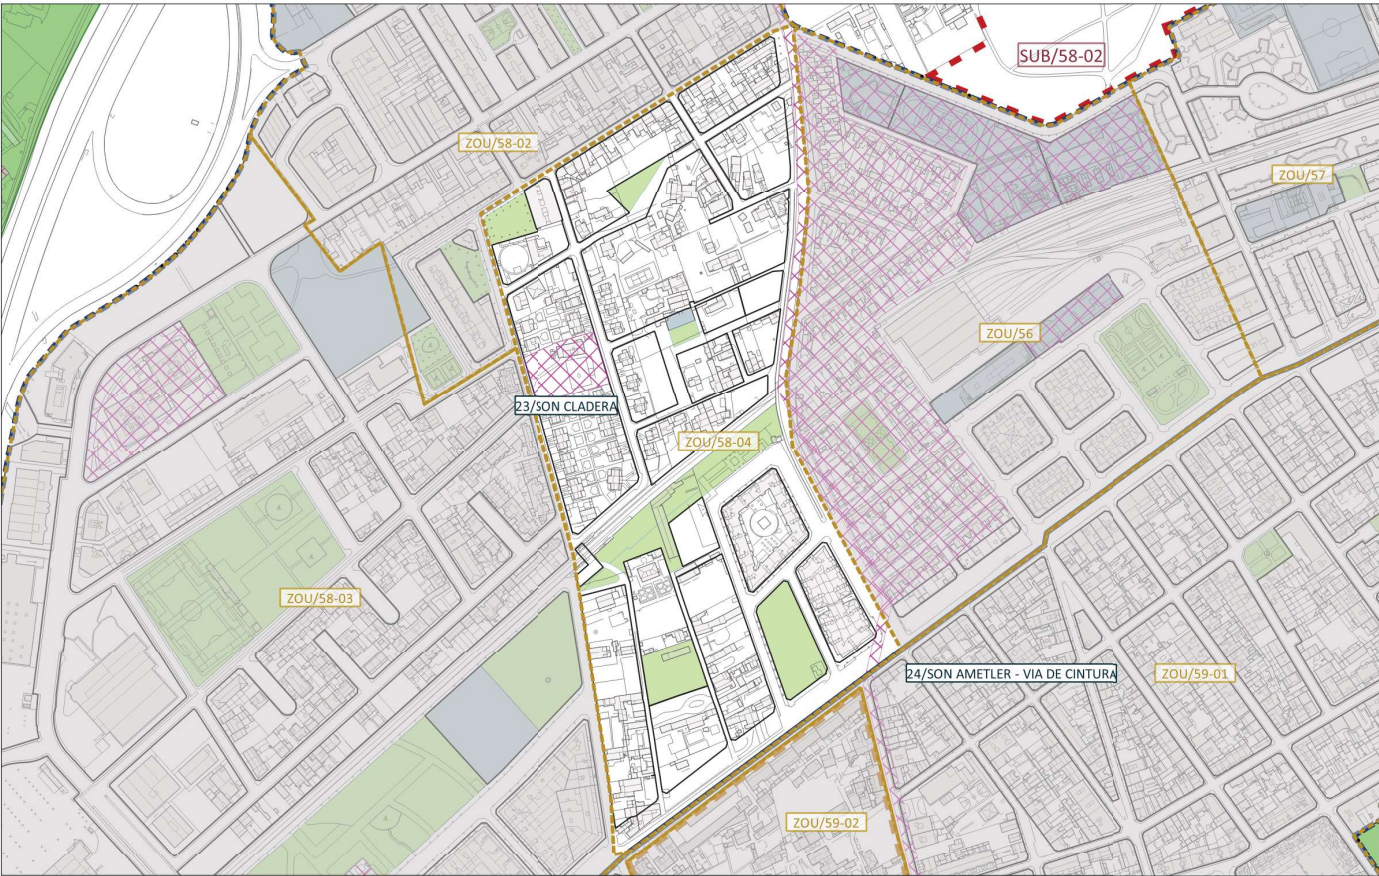 SUB/58-02
ZOU/58-02
ZOU/57
ZOU/56
23/SON CLADERA
ZOU/58-04
ZOU/58-03
24/SON AMETLER - VIA DE CINTURA
ZOU/59-01
ZOU/59-02